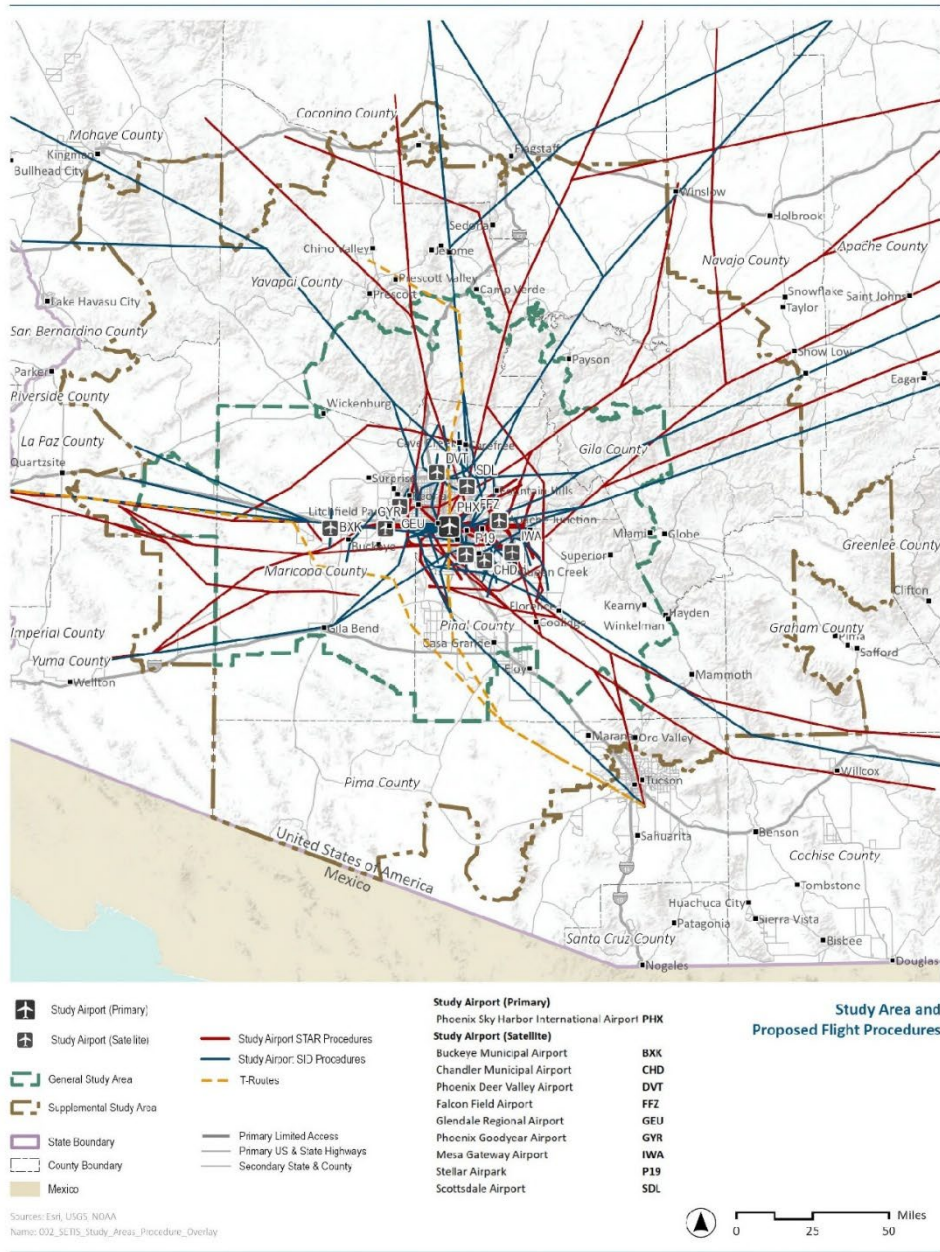 Coconino County
Mohave County
Kingman
Bullhead City
Flagstaff
Winslow
Holbrook
Sedona
Chino Valley
Jerome
Apache County
Navajo County
Yavapai County
Prescott Valley
Prescott
Camp Verde
Lake Havasu City
Snowflake
Taylor
Saint Johns
San Bernardino County
Show Low
Payson
Eagar
Parker
Riverside County
Wickenburg
La Paz County
Gila County
Quartzsite
DVT
SDL
Surprise
GYR
PHX
FFZ
GEU
BXK
P19
IWA
Buckeye
Miami
Globe
Superior
CHD
Queen Creek
Greenlee County
Maricopa County
Clifton
Kearny
Hayden
Winkelman
Florence
Coolidge
Imperial County
Gila Bend
Pinal County
Graham County
Pima
Safford
Casa Grande
Yuma County
Eloy
Wellton
Mammoth
Marana
Oro Valley
Willcox
Pima County
Tucson
Sahuarita
Benson
United States of America
Mexico
Cochise County
Tombstone
Huachuca City
Sierra Vista
Patagonia
Santa Cruz County
Bisbee
Nogales
Douglas
Study Airport (Primary)
Study Airport (Satellite)
General Study Area
Supplemental Study Area
State Boundary
County Boundary
Mexico
Study Airport STAR Procedures
Study Airport SID Procedures
T-Routes
Primary Limited Access
Primary US & State Highways
Secondary State & County
Study Airport (Primary)
Phoenix Sky Harbor International Airport PHX
Study Airport (Satellite)
Buckeye Municipal Airport BXK
Chandler Municipal Airport CHD
Phoenix Deer Valley Airport DVT
Falcon Field Airport FFZ
Glendale Regional Airport GEU
Phoenix Goodyear Airport GYR
Mesa Gateway Airport IWA
Stellar Airpark P19
Scottsdale Airport SDL
Study Area and
Proposed Flight Procedures
Miles
0 25 50
Sources: Esri, USGS, NOAA
Name: 002_SETIS_Study_Areas_Procedure_Overlay